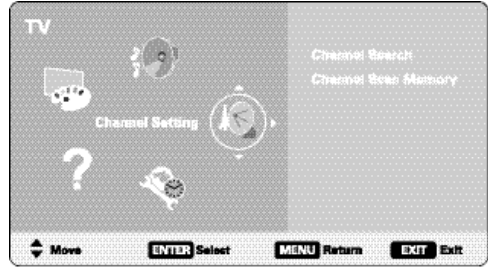 TV
Channel Search
Channel Scan Memory
Channel Setting
?
Move ENTER Select MENU Return EXIT Exit